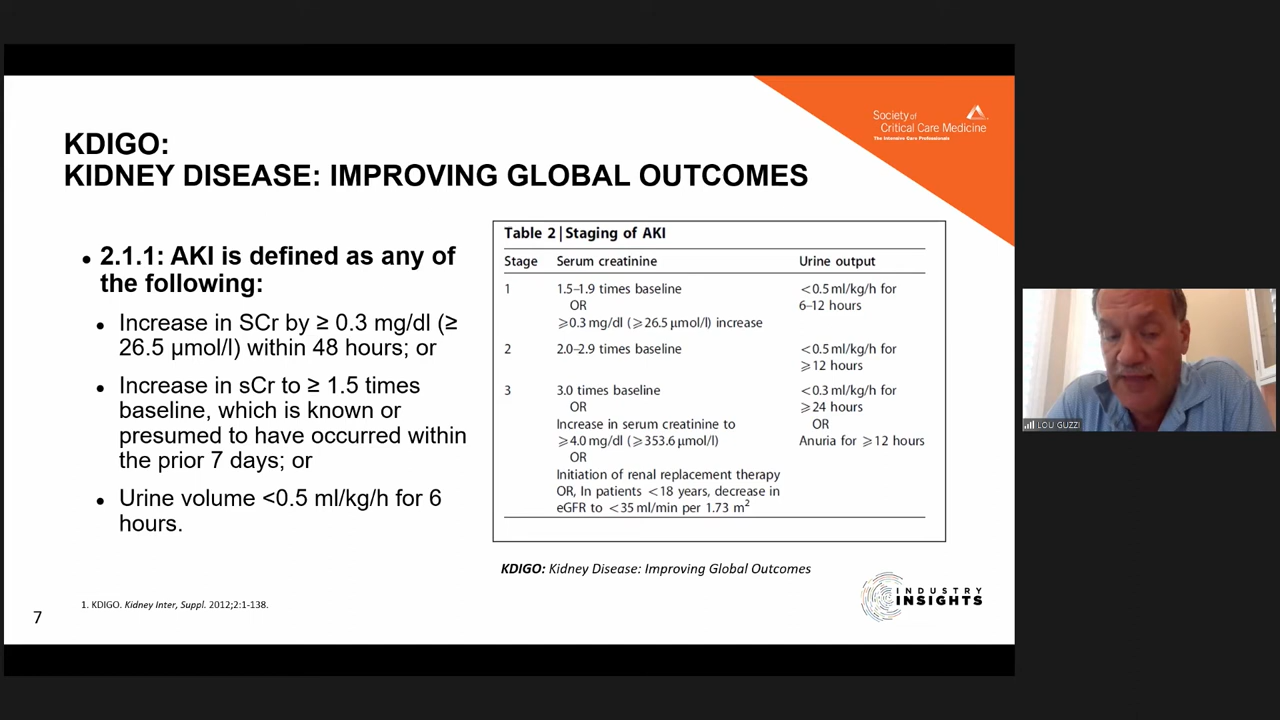 Society of
Critical Care Medicine
The Intensive Care Professionals
KDIGO:
KIDNEY DISEASE: IMPROVING GLOBAL OUTCOMES
• 2.1.1: AKI is defined as any of
the following:
• Increase in SCr by ≥ 0.3 mg/dl (≥
26.5 μmol/l) within 48 hours; or
• Increase in sCr to ≥ 1.5 times
baseline, which is known or
presumed to have occurred within
the prior 7 days; or
• Urine volume <0.5 ml/kg/h for 6
hours.
Table 2 | Staging of AKI
Stage Serum creatinine Urine output
1 1.5–1.9 times baseline <0.5 ml/kg/h for
OR 6–12 hours
⩾0.3 mg/dl (⩾26.5 μmol/l) increase
2 2.0–2.9 times baseline <0.5 ml/kg/h for
⩾12 hours
3 3.0 times baseline <0.3 ml/kg/h for
OR ⩾24 hours
Increase in serum creatinine to OR
⩾4.0 mg/dl (⩾353.6 μmol/l) Anuria for ⩾12 hours
OR
Initiation of renal replacement therapy
OR, In patients <18 years, decrease in
eGFR to <35 ml/min per 1.73 m²
KDIGO: Kidney Disease: Improving Global Outcomes
1. KDIGO. Kidney Inter, Suppl. 2012;2:1-138.
7
INDUSTRY
INSIGHTS
LOU GUZZI